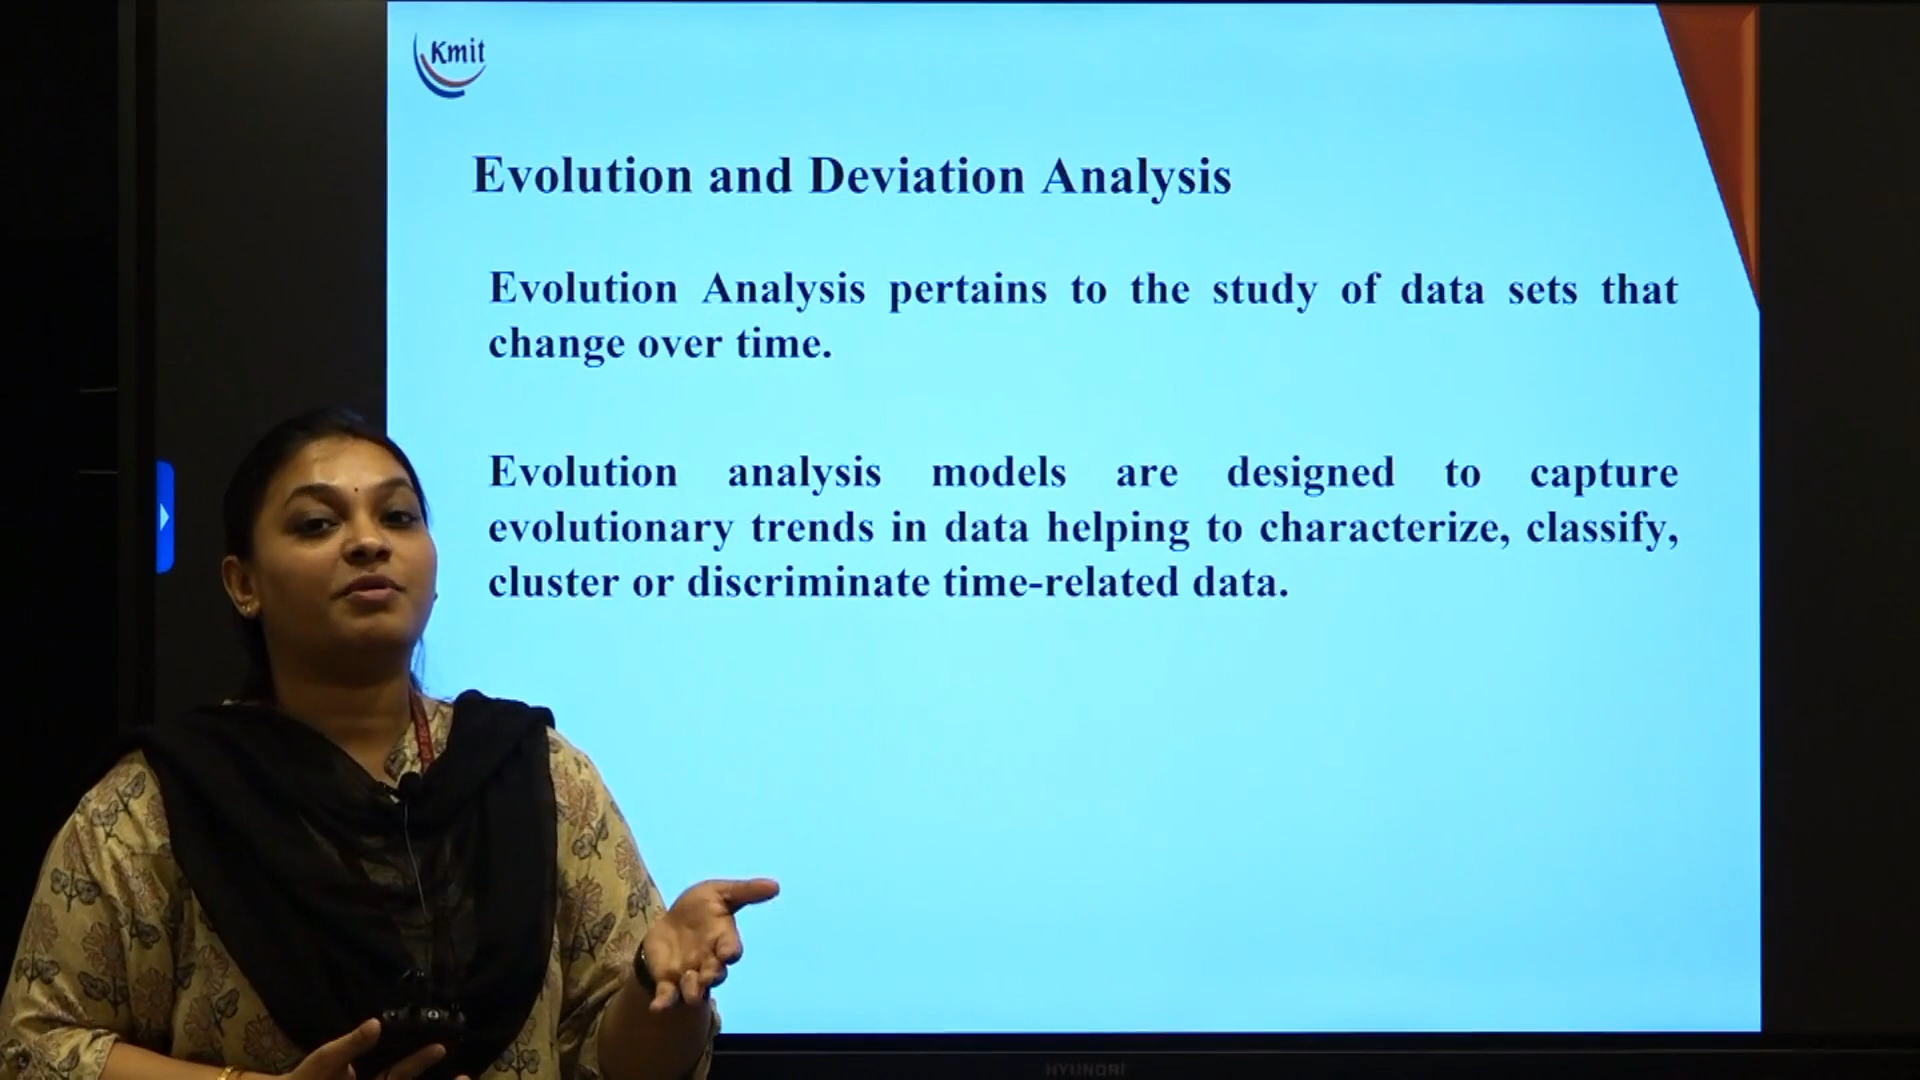 Kmit
Evolution and Deviation Analysis
Evolution Analysis pertains to the study of data sets that
change over time.
Evolution analysis models are designed to capture
evolutionary trends in data helping to characterize, classify,
cluster or discriminate time-related data.
HYUNDAI